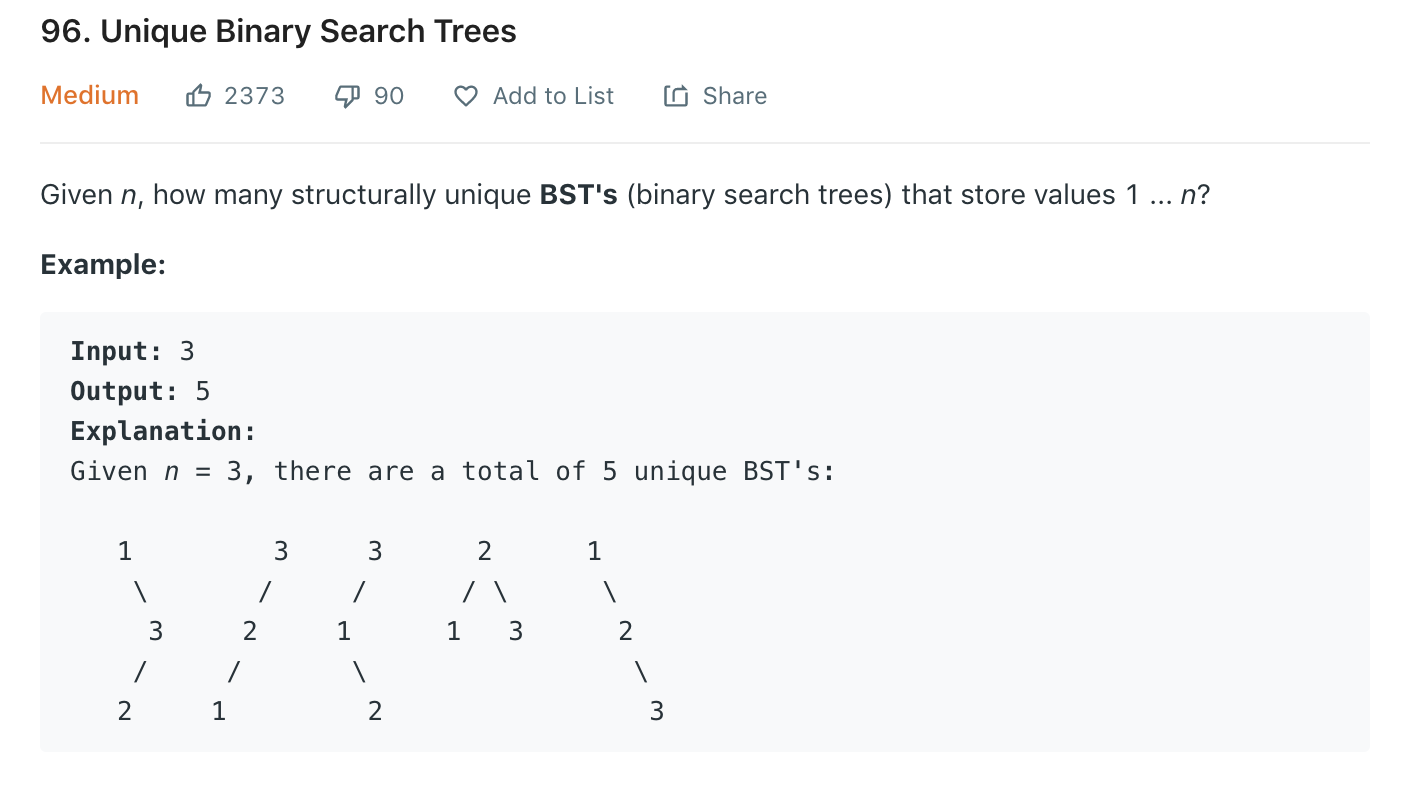 96. Unique Binary Search Trees
Medium 2373 90 Add to List Share
Given n, how many structurally unique BST's (binary search trees) that store values 1 ... n?
Example:
Input: 3
Output: 5
Explanation:
Given n = 3, there are a total of 5 unique BST's:
   1         3     3      2      1
    \       /     /      / \      \
     3     2     1      1   3      2
    /     /       \                 \
   2     1         2                 3